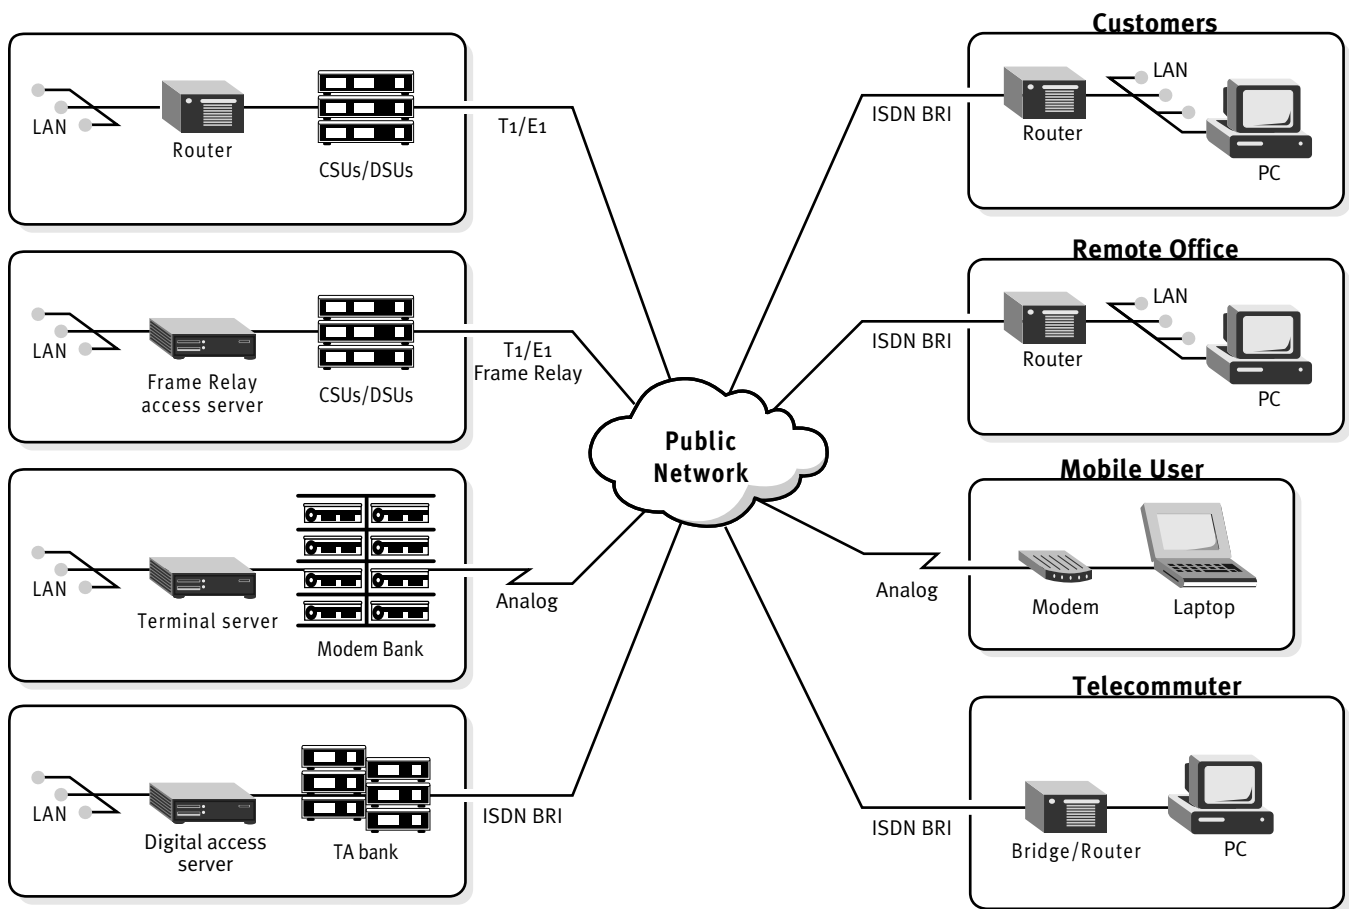 LAN
Router
CSUs/DSUs
T1/E1
LAN
Frame Relay
access server
CSUs/DSUs
T1/E1
Frame Relay
LAN
Terminal server
Modem Bank
Analog
LAN
Digital access
server
TA bank
ISDN BRI
Public
Network
Customers
ISDN BRI
Router
LAN
PC
Remote Office
ISDN BRI
Router
LAN
PC
Mobile User
Analog
Modem
Laptop
Telecommuter
ISDN BRI
Bridge/Router
PC